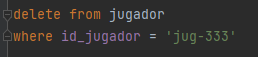 delete from jugador
where id_jugador = 'jug-333'